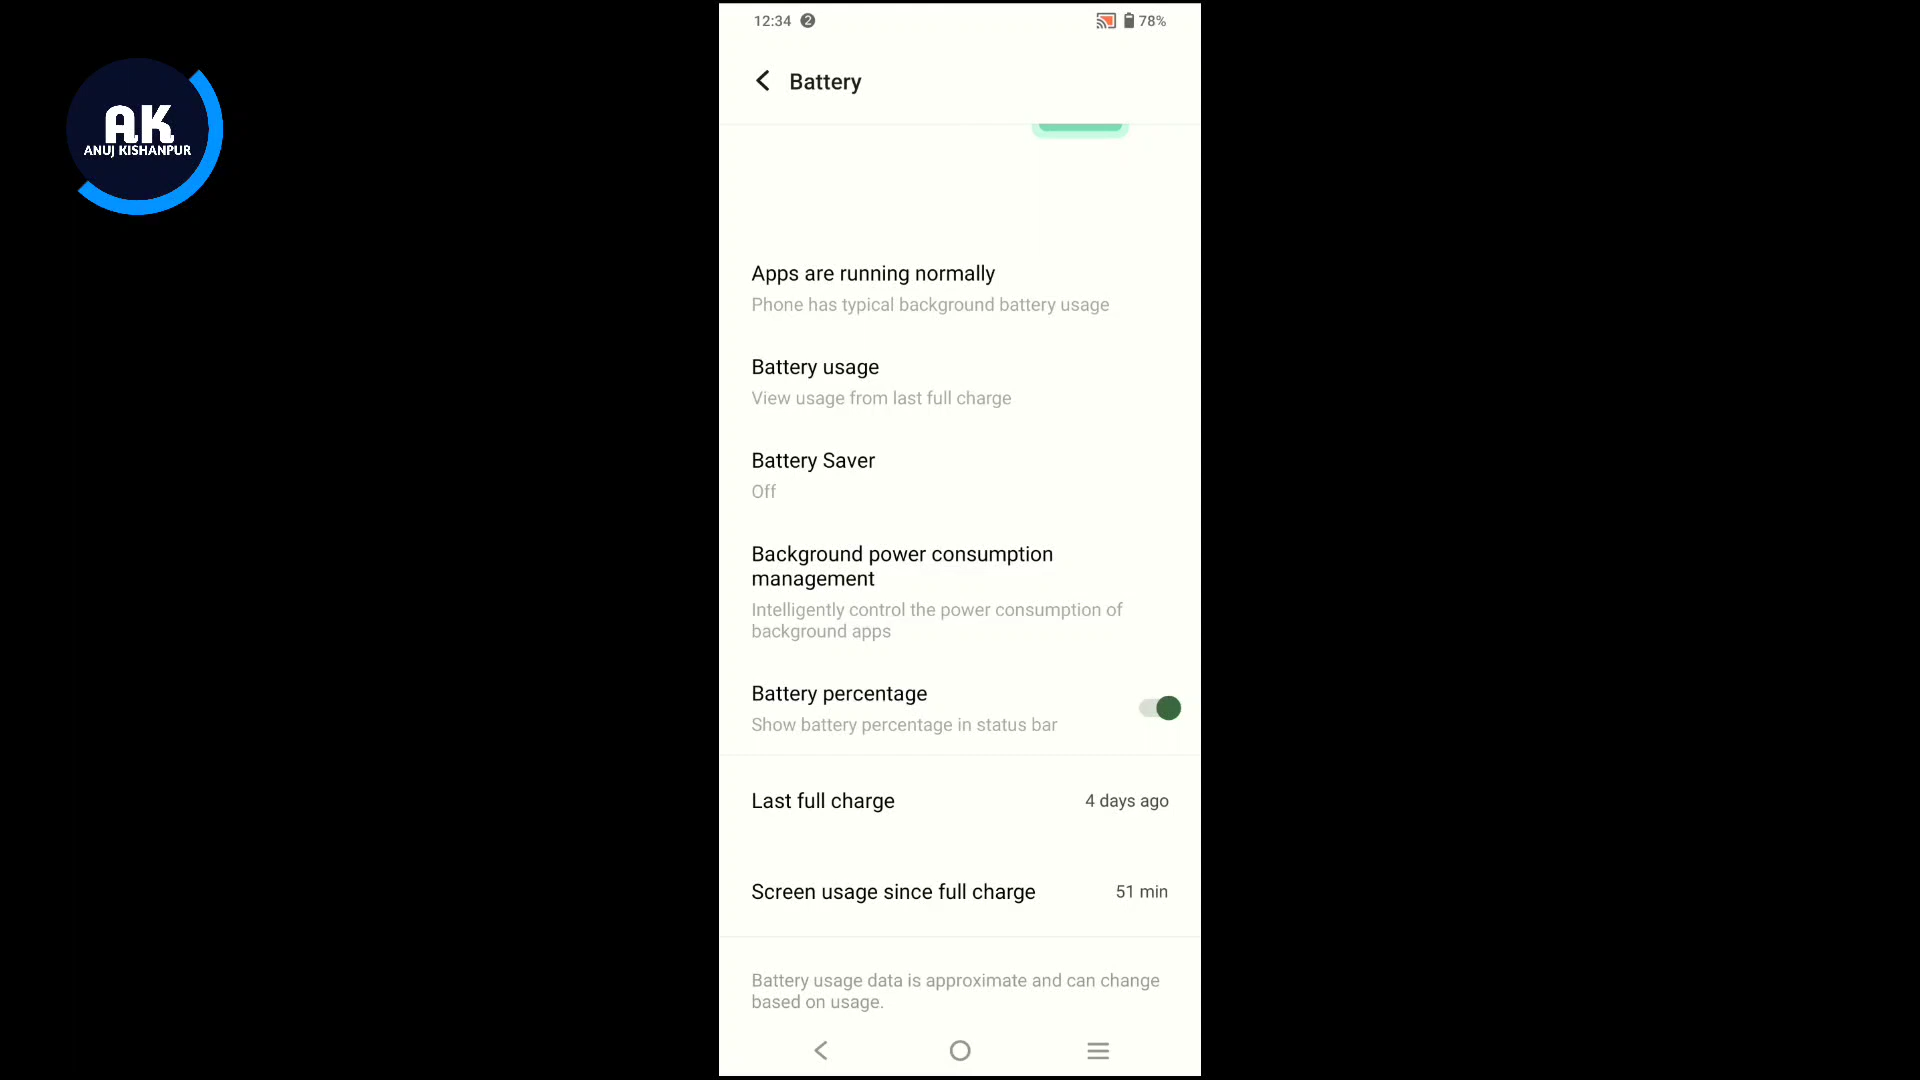 12:34 2 78%
AK
ANUJ KISHANPUR
Battery
Apps are running normally
Phone has typical background battery usage
Battery usage
View usage from last full charge
Battery Saver
Off
Background power consumption
management
Intelligently control the power consumption of
background apps
Battery percentage
Show battery percentage in status bar
Last full charge 4 days ago
Screen usage since full charge 51 min
Battery usage data is approximate and can change
based on usage.